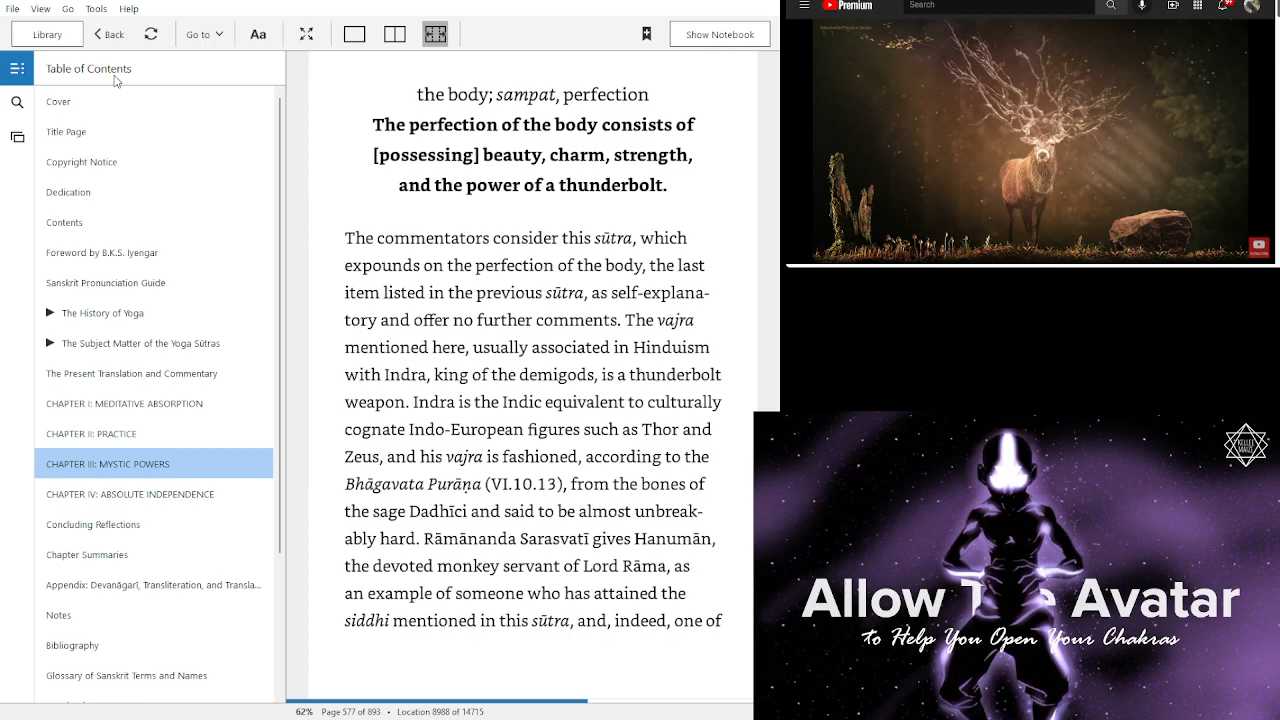 File View Go to Tools Help
Library
Back
Go to
Aa
Show Notebook
Table of Contents
Cover
Title Page
Copyright Notice
Dedication
Contents
Foreword by B.K.S. Iyengar
Sanskrit Pronunciation Guide
The History of Yoga
The Subject Matter of the Yoga Sūtras
The Present Translation and Commentary
CHAPTER I: MEDITATIVE ABSORPTION
CHAPTER II: PRACTICE
CHAPTER III: MYSTIC POWERS
CHAPTER IV: ABSOLUTE INDEPENDENCE
Concluding Reflections
Chapter Summaries
Appendix: Devanāgarī, Transliteration, and Transla...
Notes
Bibliography
Glossary of Sanskrit Terms and Names
the body; sampat, perfection
The perfection of the body consists of
[possessing] beauty, charm, strength,
and the power of a thunderbolt.
The commentators consider this sūtra, which
expounds on the perfection of the body, the last
item listed in the previous sūtra, as self-explana-
tory and offer no further comments. The vajra
mentioned here, usually associated in Hinduism
with Indra, king of the demigods, is a thunderbolt
weapon. Indra is the Indic equivalent to culturally
cognate Indo-European figures such as Thor and
Zeus, and his vajra is fashioned, according to the
Bhāgavata Purāṇa (VI.10.13), from the bones of
the sage Dadhīci and said to be almost unbreak-
ably hard. Rāmānanda Sarasvatī gives Hanumān,
the devoted monkey servant of Lord Rāma, as
an example of someone who has attained the
siddhi mentioned in this sūtra, and, indeed, one of
62% Page 577 of 893 • Location 8988 of 14715
Premium
Search
9+
Subscribe
Allow The Avatar
to Help You Open Your Chakras